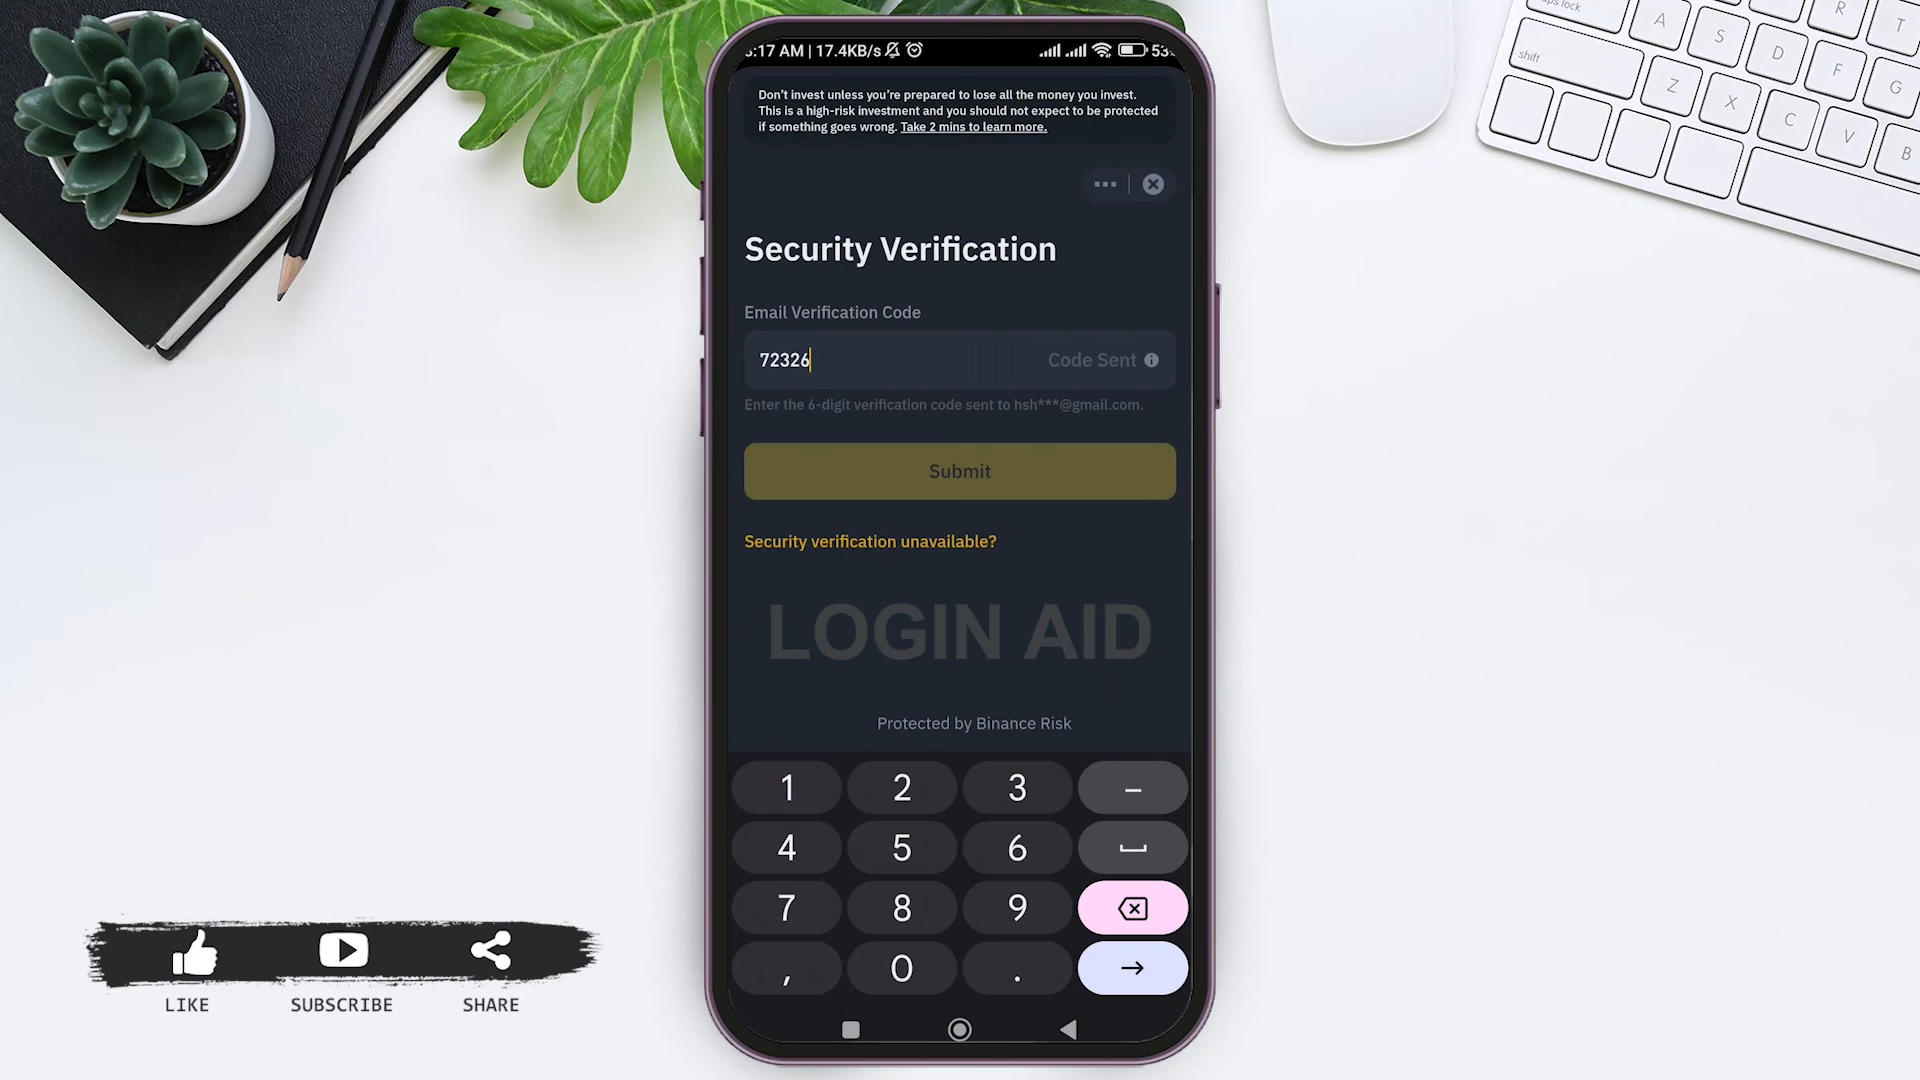 :17 AM | 17.4KB/s 53
Don't invest unless you're prepared to lose all the money you invest.
This is a high-risk investment and you should not expect to be protected
if something goes wrong. Take 2 mins to learn more.
Security Verification
Email Verification Code
72326 Code Sent
Enter the 6-digit verification code sent to hsh***@gmail.com.
Submit
Security verification unavailable?
LOGIN AID
Protected by Binance Risk
1 2 3 –
4 5 6
7 8 9
, 0 . →
LIKE SUBSCRIBE SHARE
caps lock
A S D F R T
shift
Z X C V B G